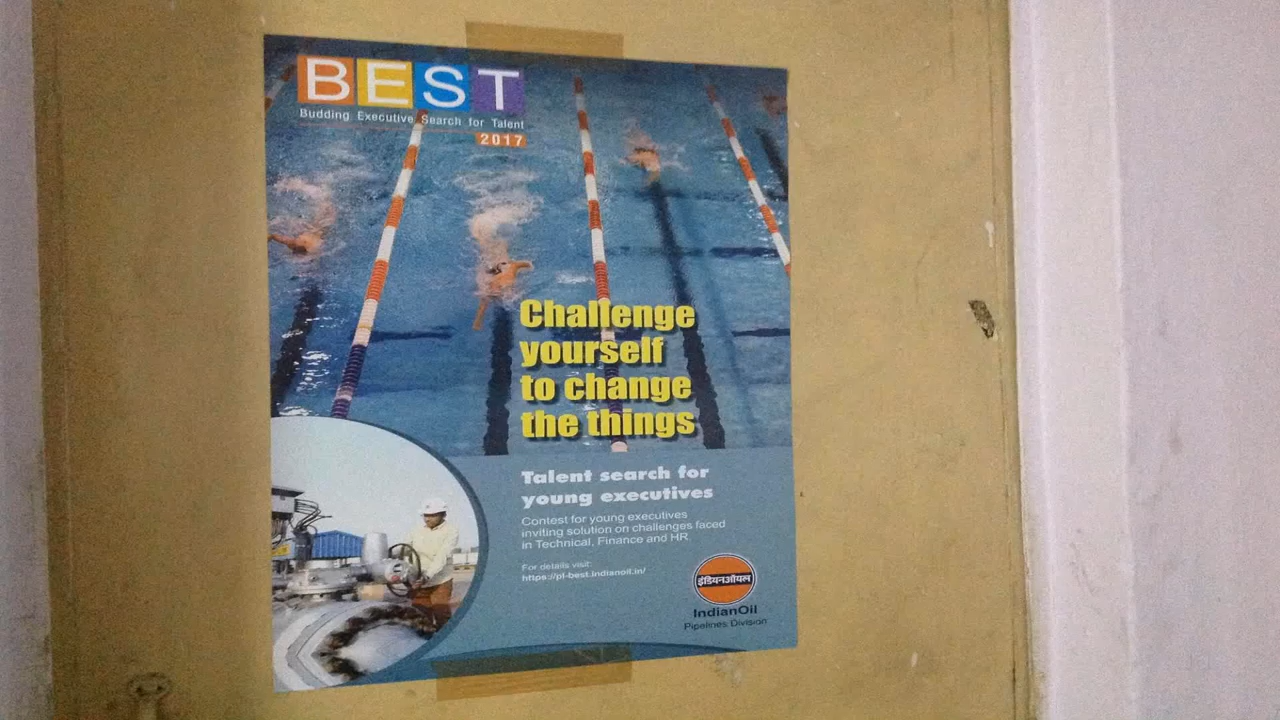 BEST
Budding Executive Search for Talent
2017
Challenge
yourself
to change
the things
Talent search for
young executives
Contest for young executives
inviting solution on challenges faced
in Technical, Finance and HR
For details visit:
https://pl-best.indianoil.in/
इंडियनऑयल
IndianOil
Pipelines Division